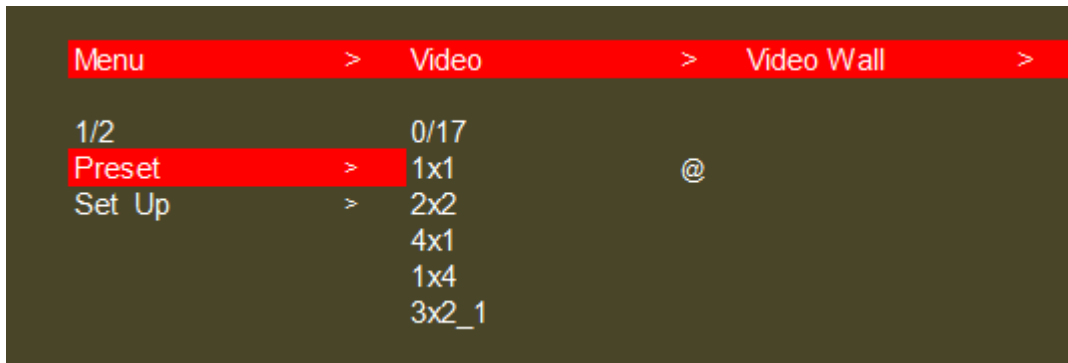 Menu > Video > Video Wall >
1/2 0/17
Preset > 1x1 @
Set Up > 2x2
4x1
1x4
3x2_1